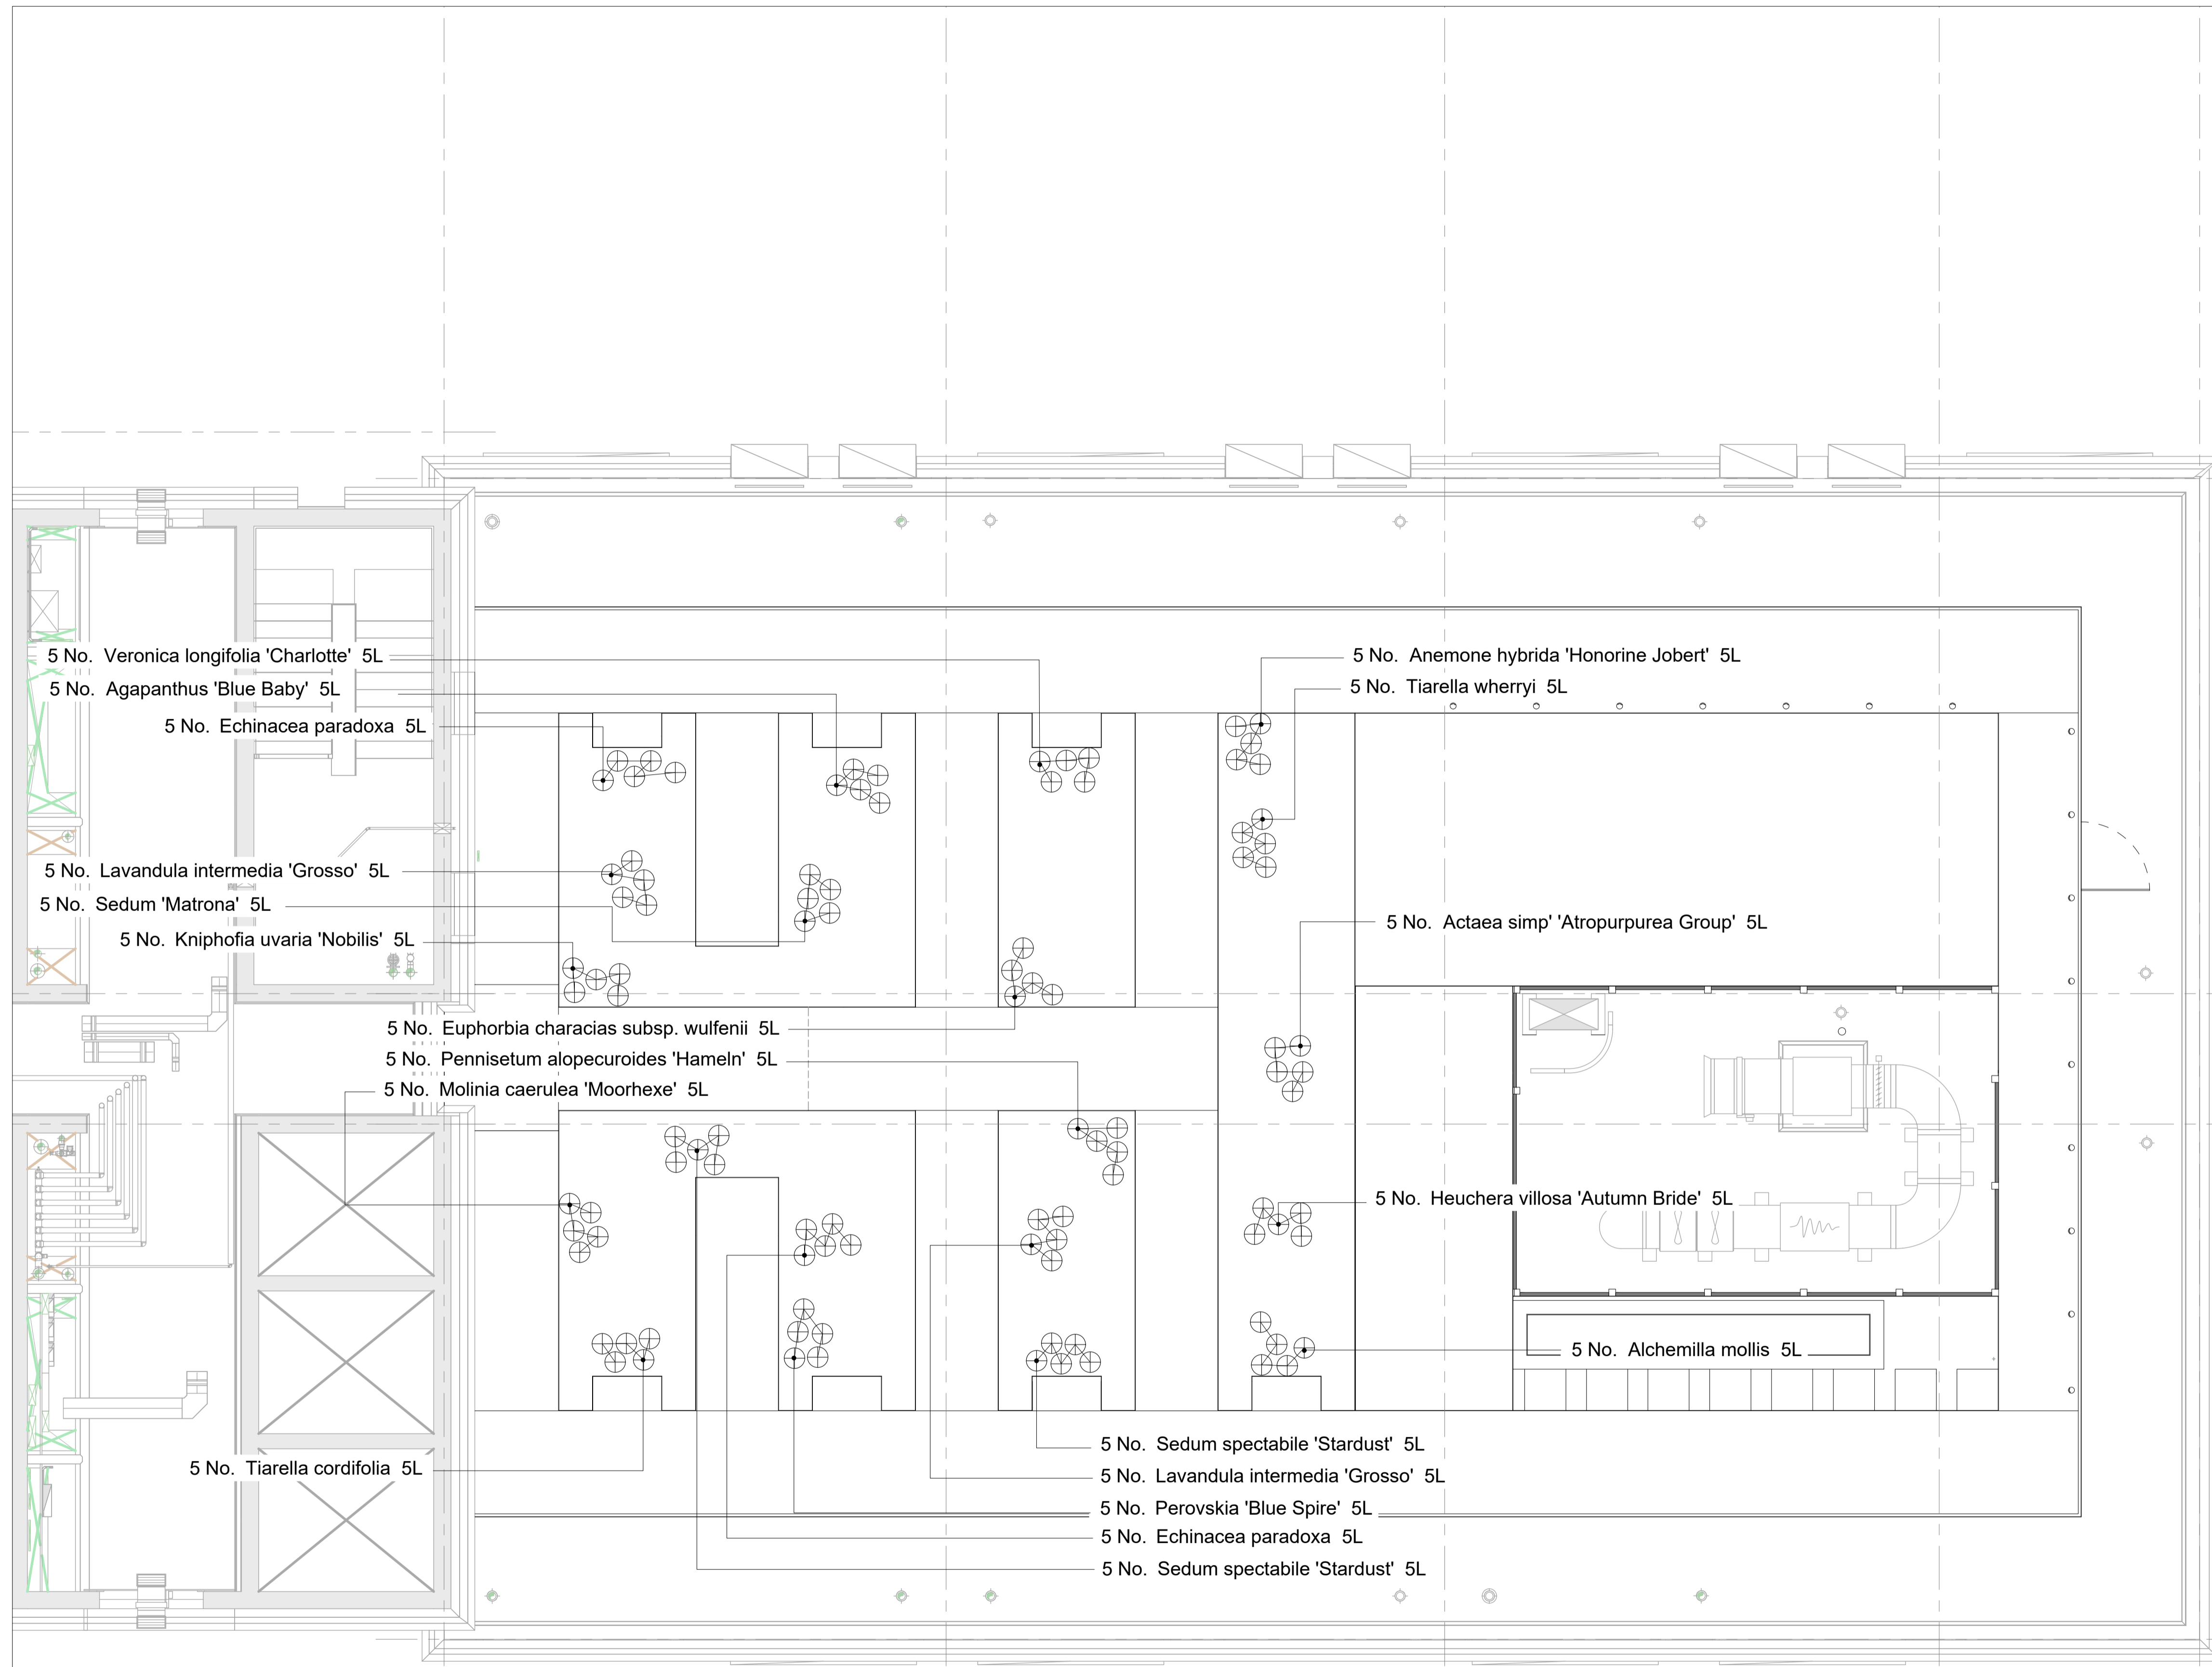 5 No. Veronica longifolia 'Charlotte' 5L
5 No. Agapanthus 'Blue Baby' 5L
5 No. Echinacea paradoxa 5L
5 No. Anemone hybrida 'Honorine Jobert' 5L
5 No. Tiarella wherryi 5L
5 No. Lavandula intermedia 'Grosso' 5L
5 No. Sedum 'Matrona' 5L
5 No. Kniphofia uvaria 'Nobilis' 5L
5 No. Actaea simp' 'Atropurpurea Group' 5L
5 No. Euphorbia characias subsp. wulfenii 5L
5 No. Pennisetum alopecuroides 'Hameln' 5L
5 No. Molinia caerulea 'Moorhexe' 5L
5 No. Heuchera villosa 'Autumn Bride' 5L
5 No. Alchemilla mollis 5L
5 No. Tiarella cordifolia 5L
5 No. Sedum spectabile 'Stardust' 5L
5 No. Lavandula intermedia 'Grosso' 5L
5 No. Perovskia 'Blue Spire' 5L
5 No. Echinacea paradoxa 5L
5 No. Sedum spectabile 'Stardust' 5L